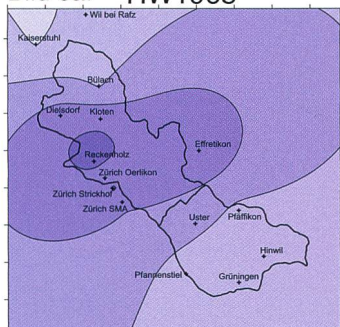 Wil bei Rafz
Kaiserstuhl
Bülach
Dielsdorf
Kloten
Effretikon
Reckenholz
Zürich Oerlikon
Zürich Strickhof
Zürich SMA
Uster
Pfäffikon
Hinwil
Pfannenstiel
Grüningen